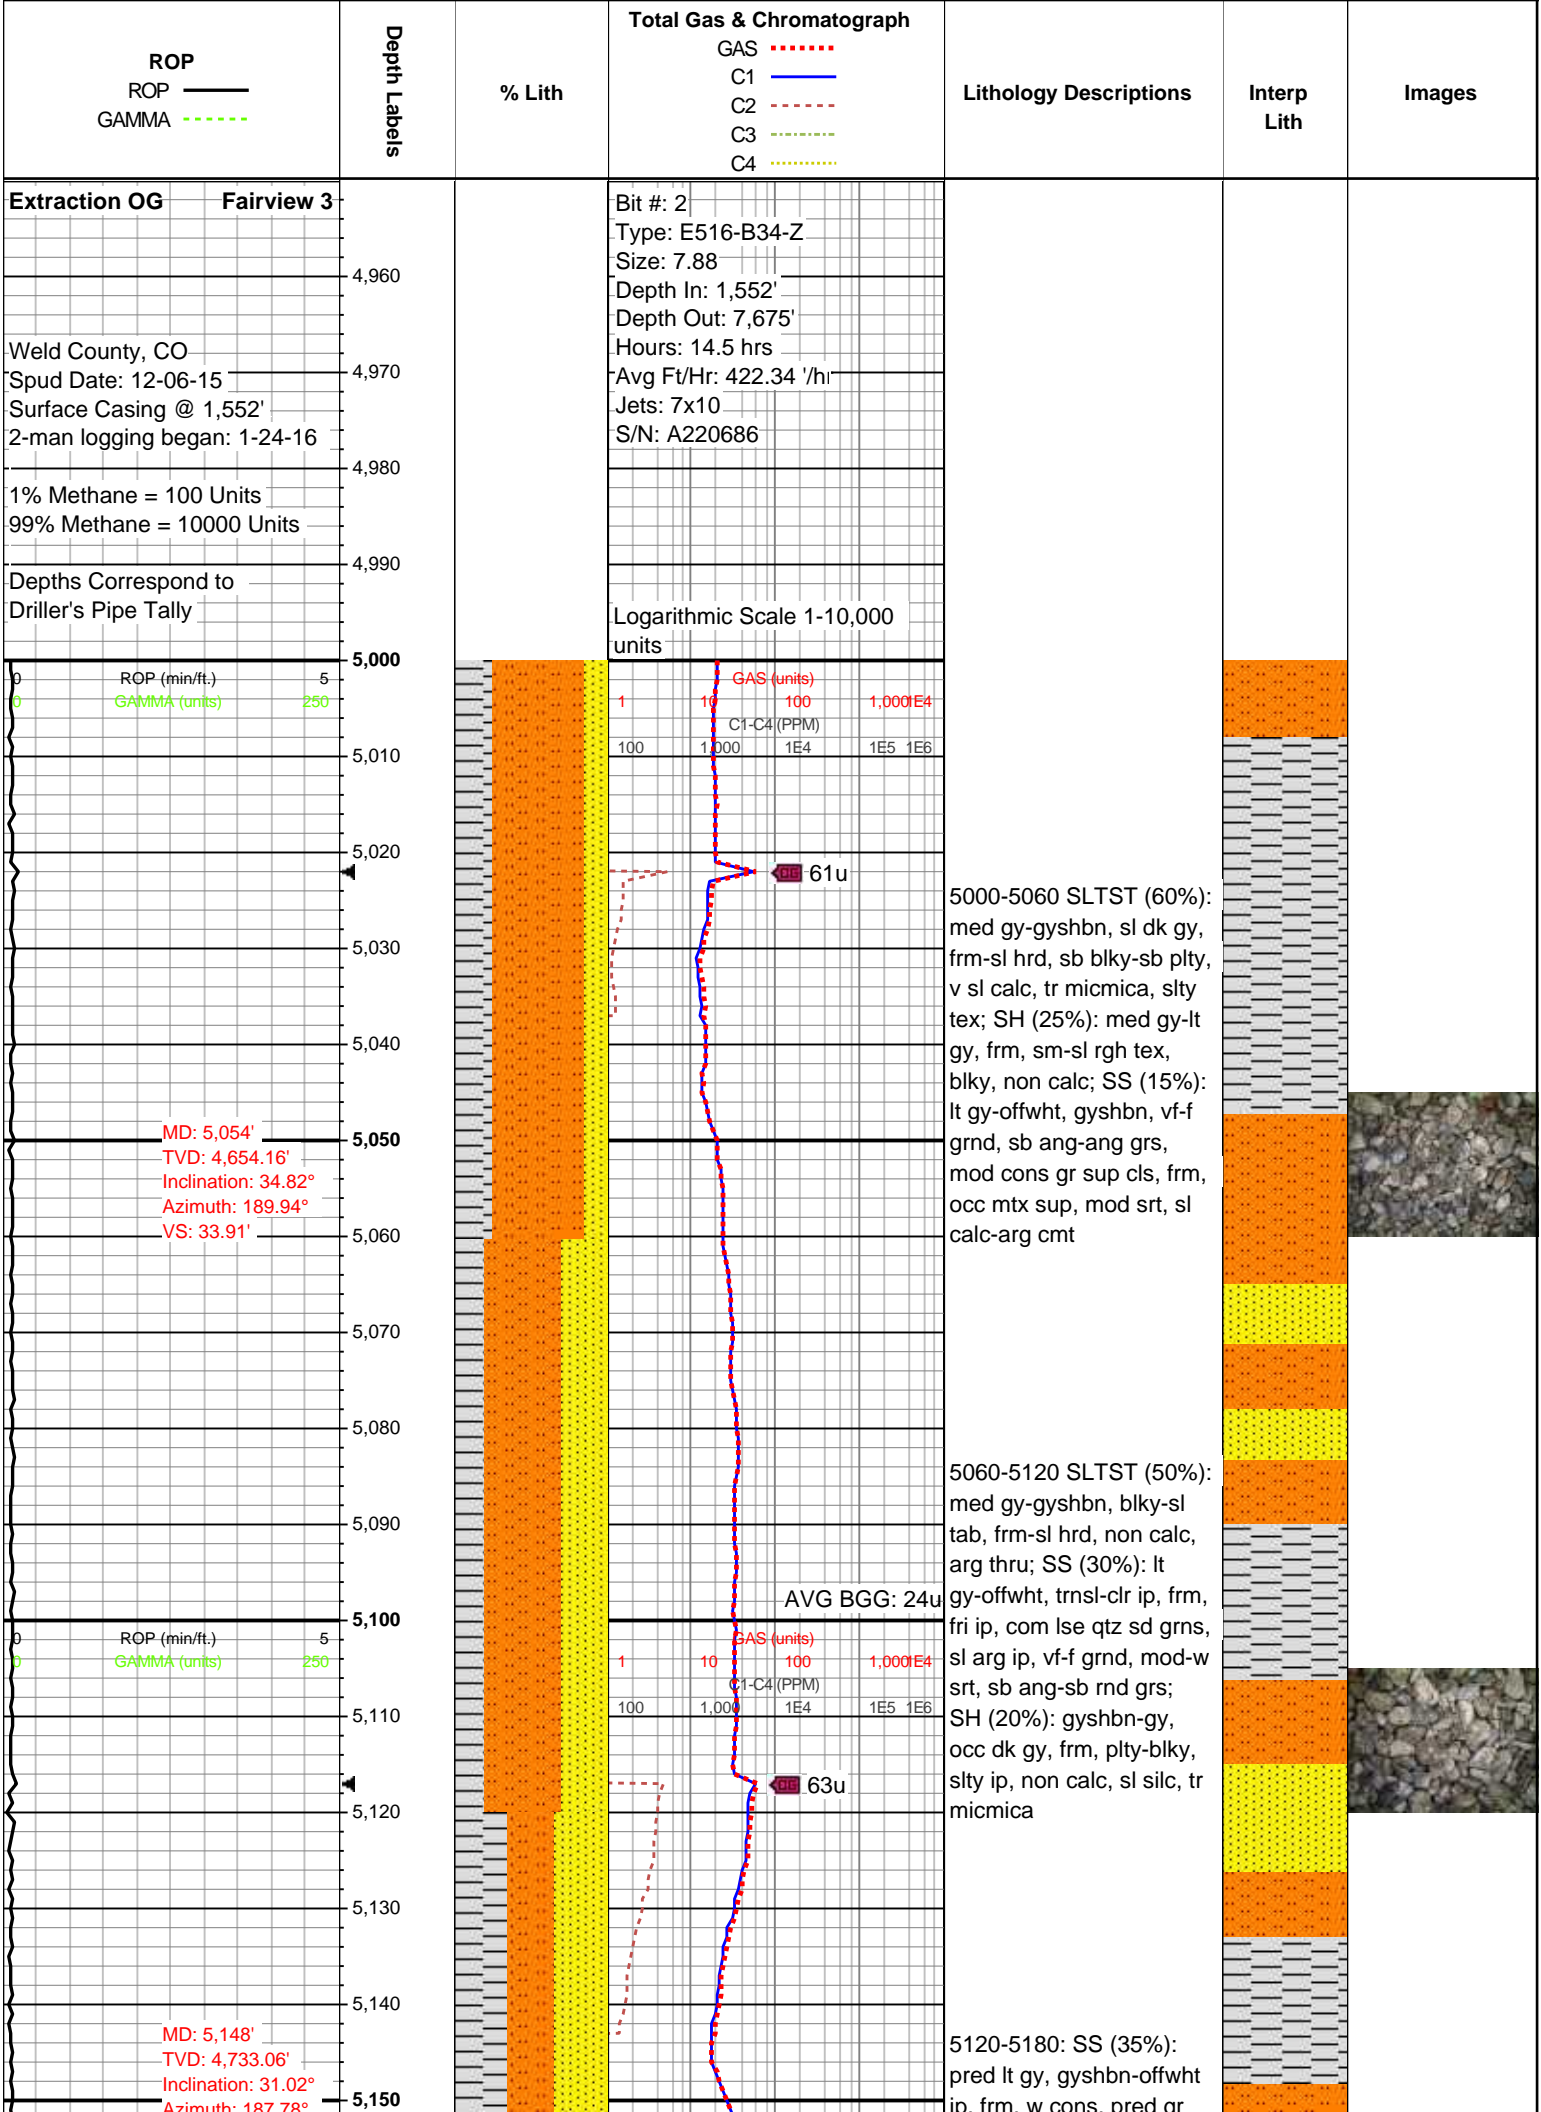 ROP
ROP
GAMMA
Depth Labels
% Lith
Total Gas & Chromatograph
GAS
C1
C2
C3
C4
Lithology Descriptions
Interp
Lith
Images
Extraction OG Fairview 3
Weld County, CO
Spud Date: 12-06-15
Surface Casing @ 1,552'
2-man logging began: 1-24-16
1% Methane = 100 Units
99% Methane = 10000 Units
Depths Correspond to
Driller's Pipe Tally
Bit #: 2
Type: E516-B34-Z
Size: 7.88
Depth In: 1,552'
Depth Out: 7,675'
Hours: 14.5 hrs
Avg Ft/Hr: 422.34 '/hr
Jets: 7x10
S/N: A220686
Logarithmic Scale 1-10,000
units
4,960
4,970
4,980
4,990
5,000
0 ROP (min/ft.) 5
0 GAMMA (units) 250
GAS (units)
1 10 100 1,000 1E4
C1-C4 (PPM)
100 1,000 1E4 1E5 1E6
5,010
5,020
OG 61u
5,030
5,040
5,050
5,060
MD: 5,054'
TVD: 4,654.16'
Inclination: 34.82°
Azimuth: 189.94°
VS: 33.91'
5000-5060 SLTST (60%):
med gy-gyshbn, sl dk gy,
frm-sl hrd, sb blky-sb plty,
v sl calc, tr micmica, slty
tex; SH (25%): med gy-lt
gy, frm, sm-sl rgh tex,
blky, non calc; SS (15%):
lt gy-offwht, gyshbn, vf-f
grnd, sb ang-ang grs,
mod cons gr sup cls, frm,
occ mtx sup, mod srt, sl
calc-arg cmt
5,070
5,080
5,090
AVG BGG: 24u
5,100
0 ROP (min/ft.) 5
0 GAMMA (units) 250
GAS (units)
1 10 100 1,000 1E4
C1-C4 (PPM)
100 1,000 1E4 1E5 1E6
5,110
OG 63u
5,120
5060-5120 SLTST (50%):
med gy-gyshbn, blky-sl
tab, frm-sl hrd, non calc,
arg thru; SS (30%): lt
gy-offwht, trnsl-clr ip, frm,
fri ip, com lse qtz sd grns,
sl arg ip, vf-f grnd, mod-w
srt, sb ang-sb rnd grs;
SH (20%): gyshbn-gy,
occ dk gy, frm, plty-blky,
slty ip, non calc, sl silc, tr
micmica
5,130
5,140
5,150
MD: 5,148'
TVD: 4,733.06'
Inclination: 31.02°
Azimuth: 187.78°
5120-5180: SS (35%):
pred lt gy, gyshbn-offwht
ip, frm, w cons, pred gr